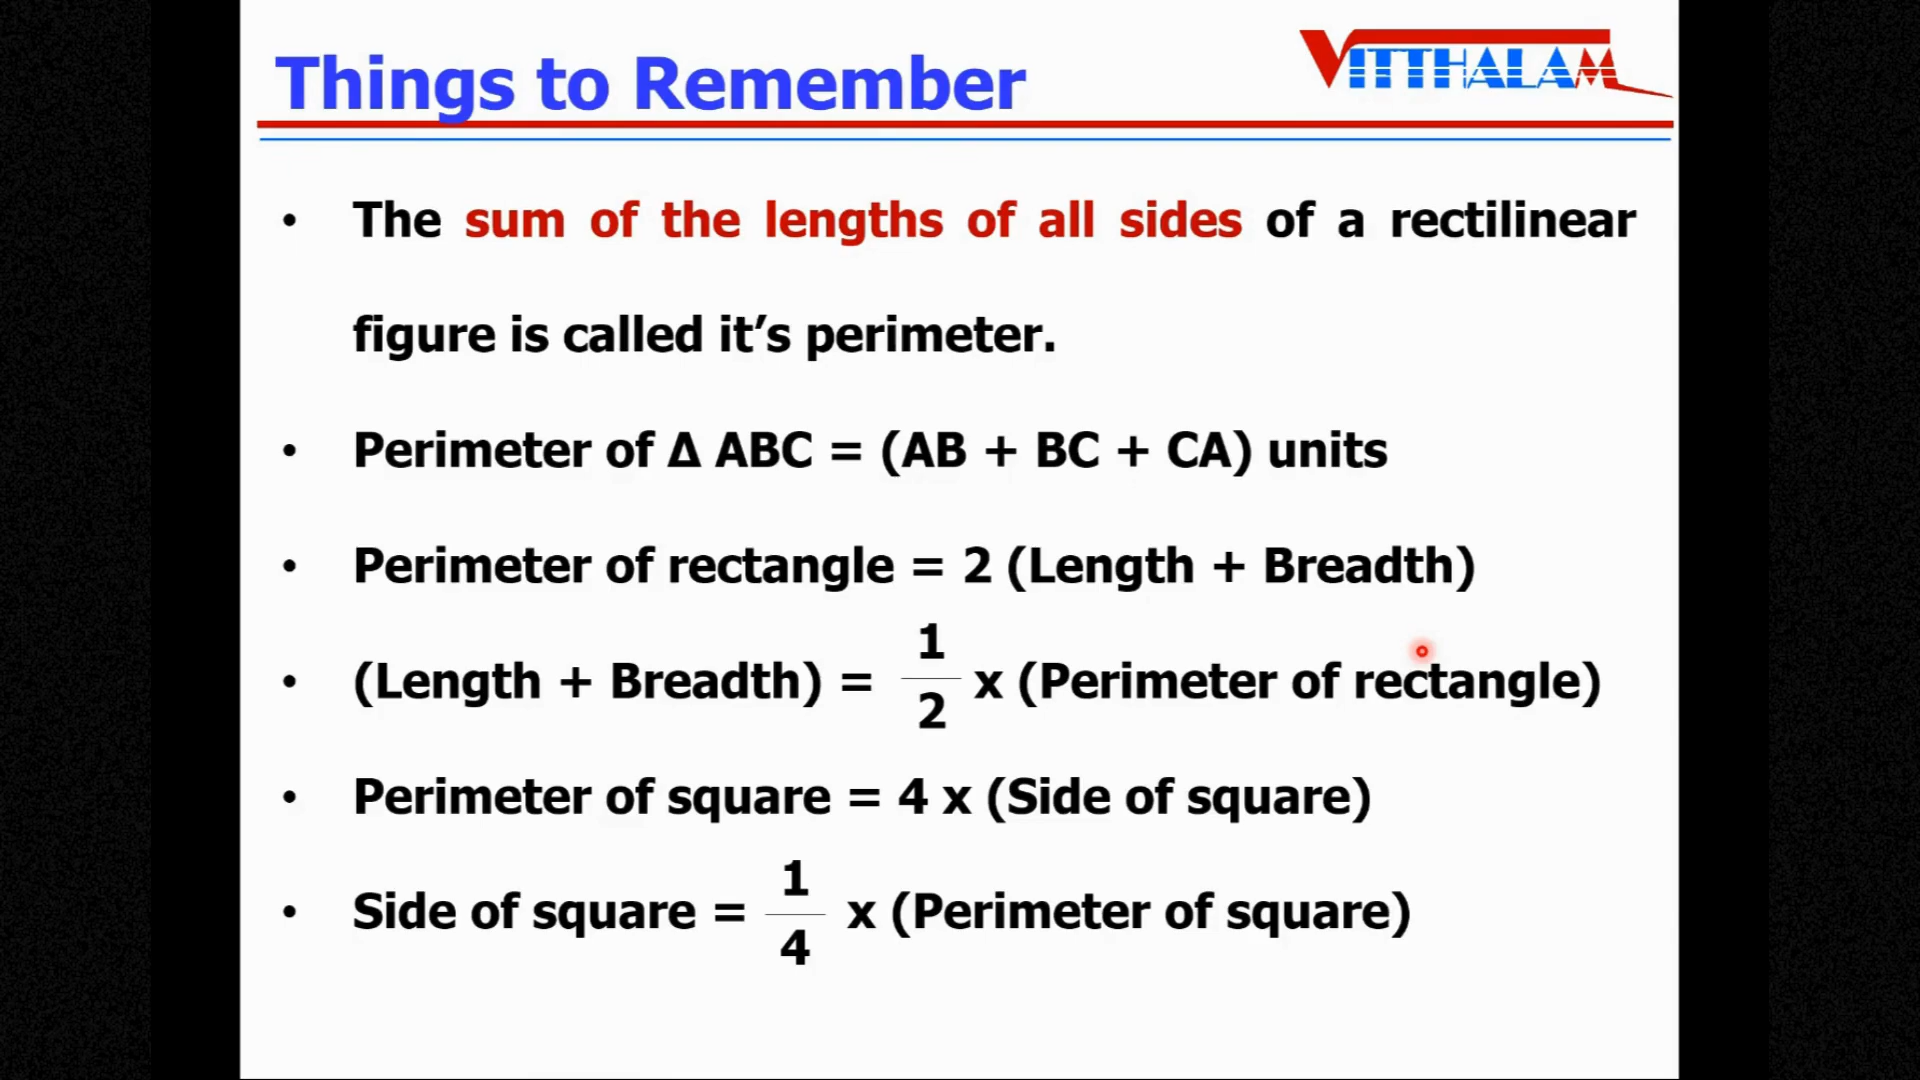 Things to Remember
VITTHALAM
• The sum of the lengths of all sides of a rectilinear
figure is called it’s perimeter.
• Perimeter of Δ ABC = (AB + BC + CA) units
• Perimeter of rectangle = 2 (Length + Breadth)
• (Length + Breadth) = 1/2 x (Perimeter of rectangle)
• Perimeter of square = 4 x (Side of square)
• Side of square = 1/4 x (Perimeter of square)